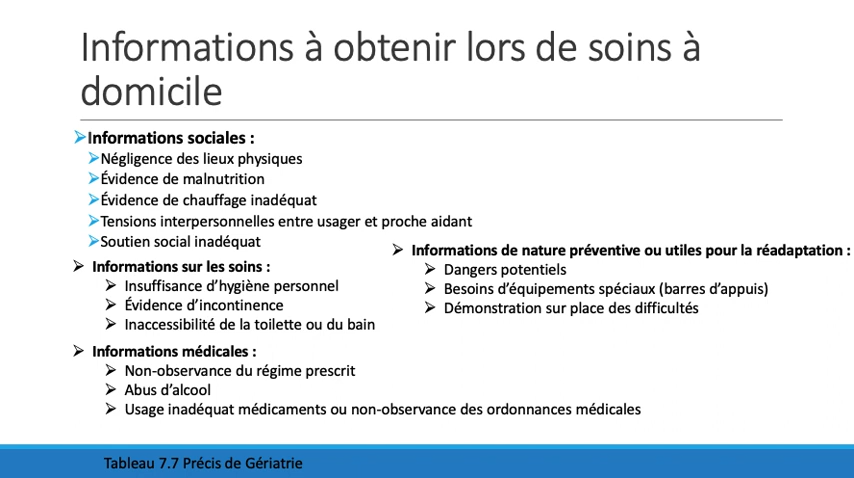 Informations à obtenir lors de soins à
domicile
Informations sociales :
Négligence des lieux physiques
Évidence de malnutrition
Évidence de chauffage inadéquat
Tensions interpersonnelles entre usager et proche aidant
Soutien social inadéquat
Informations sur les soins :
Insuffisance d’hygiène personnel
Évidence d’incontinence
Inaccessibilité de la toilette ou du bain
Informations médicales :
Non-observance du régime prescrit
Abus d’alcool
Usage inadéquat médicaments ou non-observance des ordonnances médicales
Informations de nature préventive ou utiles pour la réadaptation :
Dangers potentiels
Besoins d’équipements spéciaux (barres d’appuis)
Démonstration sur place des difficultés
Tableau 7.7 Précis de Gériatrie